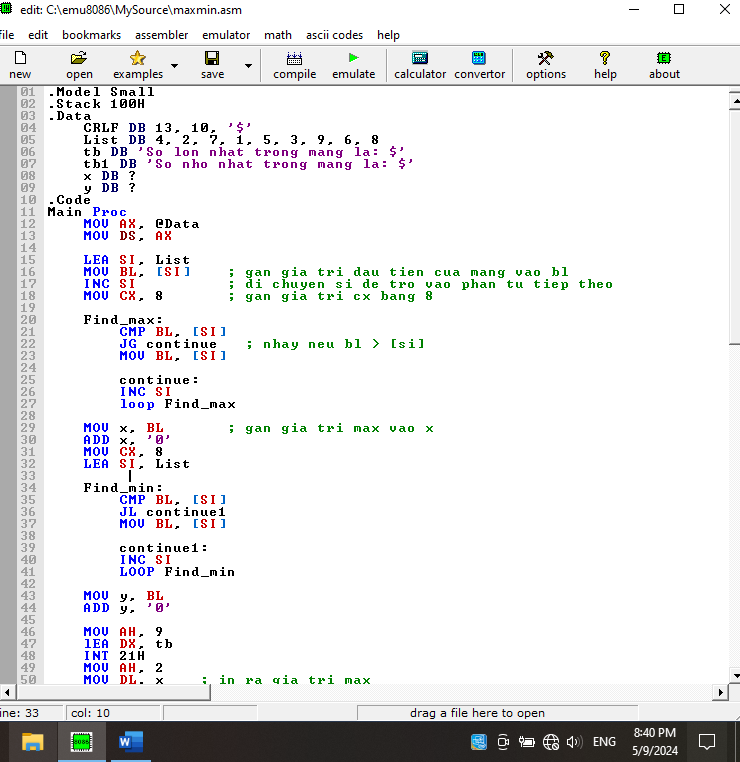 edit: C:\emu8086\MySource\maxmin.asm
file edit bookmarks assembler emulator math ascii codes help
new open examples save compile emulate calculator convertor options help about
01 .Model Small
02 .Stack 100H
03 .Data
04 CRLF DB 13, 10, '$'
05 List DB 4, 2, 7, 1, 5, 3, 9, 6, 8
06 tb DB 'So lon nhat trong mang la: $'
07 tb1 DB 'So nho nhat trong mang la: $'
08 x DB ?
09 y DB ?
10 .Code
11 Main Proc
12 MOV AX, @Data
13 MOV DS, AX
14
15 LEA SI, List
16 MOV BL, [SI] ; gan gia tri dau tien cua mang vao bl
17 INC SI ; di chuyen si de tro vao phan tu tiep theo
18 MOV CX, 8 ; gan gia tri cx bang 8
19
20 Find_max:
21 CMP BL, [SI]
22 JG continue ; nhay neu bl > [si]
23 MOV BL, [SI]
24
25 continue:
26 INC SI
27 loop Find_max
28
29 MOV x, BL ; gan gia tri max vao x
30 ADD x, '0'
31 MOV CX, 8
32 LEA SI, List
33
34 Find_min:
35 CMP BL, [SI]
36 JL continue1
37 MOV BL, [SI]
38
39 continue1:
40 INC SI
41 LOOP Find_min
42
43 MOV y, BL
44 ADD y, '0'
45
46 MOV AH, 9
47 lEA DX, tb
48 INT 21H
49 MOV AH, 2
50 MOV DL, x ; in ra gia tri max
line: 33 col: 10 drag a file here to open
8086 W ENG 8:40 PM
5/9/2024